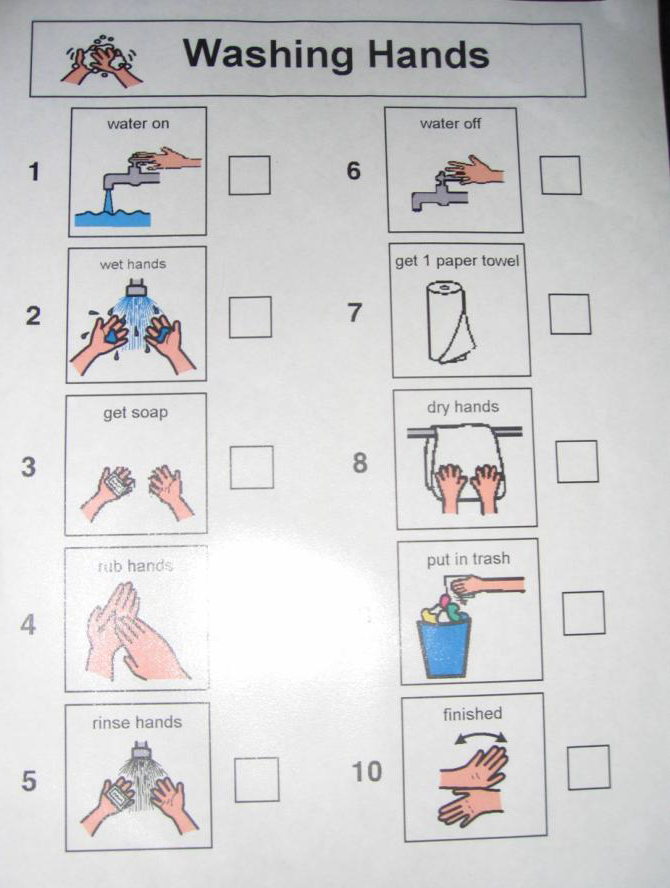 Washing Hands
1
water on
2
wet hands
3
get soap
4
rub hands
5
rinse hands
6
water off
7
get 1 paper towel
8
dry hands
put in trash
10
finished